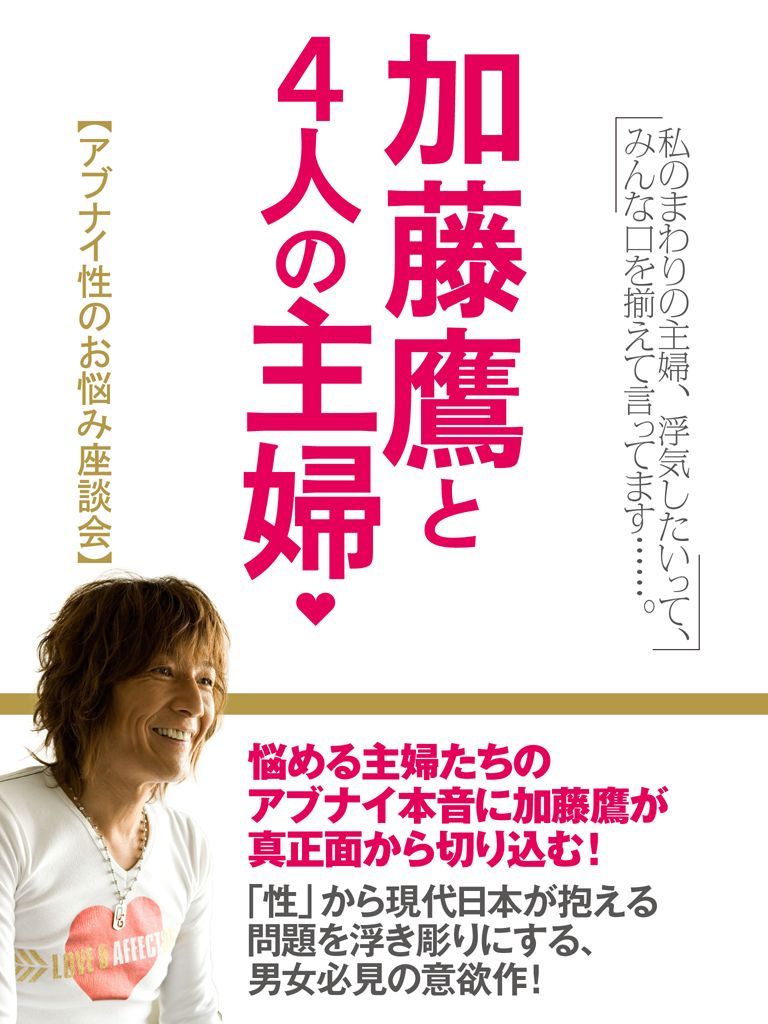 私のまわりの主婦、浮気したいって、
みんな口を揃えて言ってます……。
加藤鷹と
4人の主婦♥
【アブナイ性のお悩み座談会】
悩める主婦たちの
アブナイ本音に加藤鷹が
真正面から切り込む！
「性」から現代日本が抱える
問題を浮き彫りにする、
男女必見の意欲作！
LOVE & AFFECT